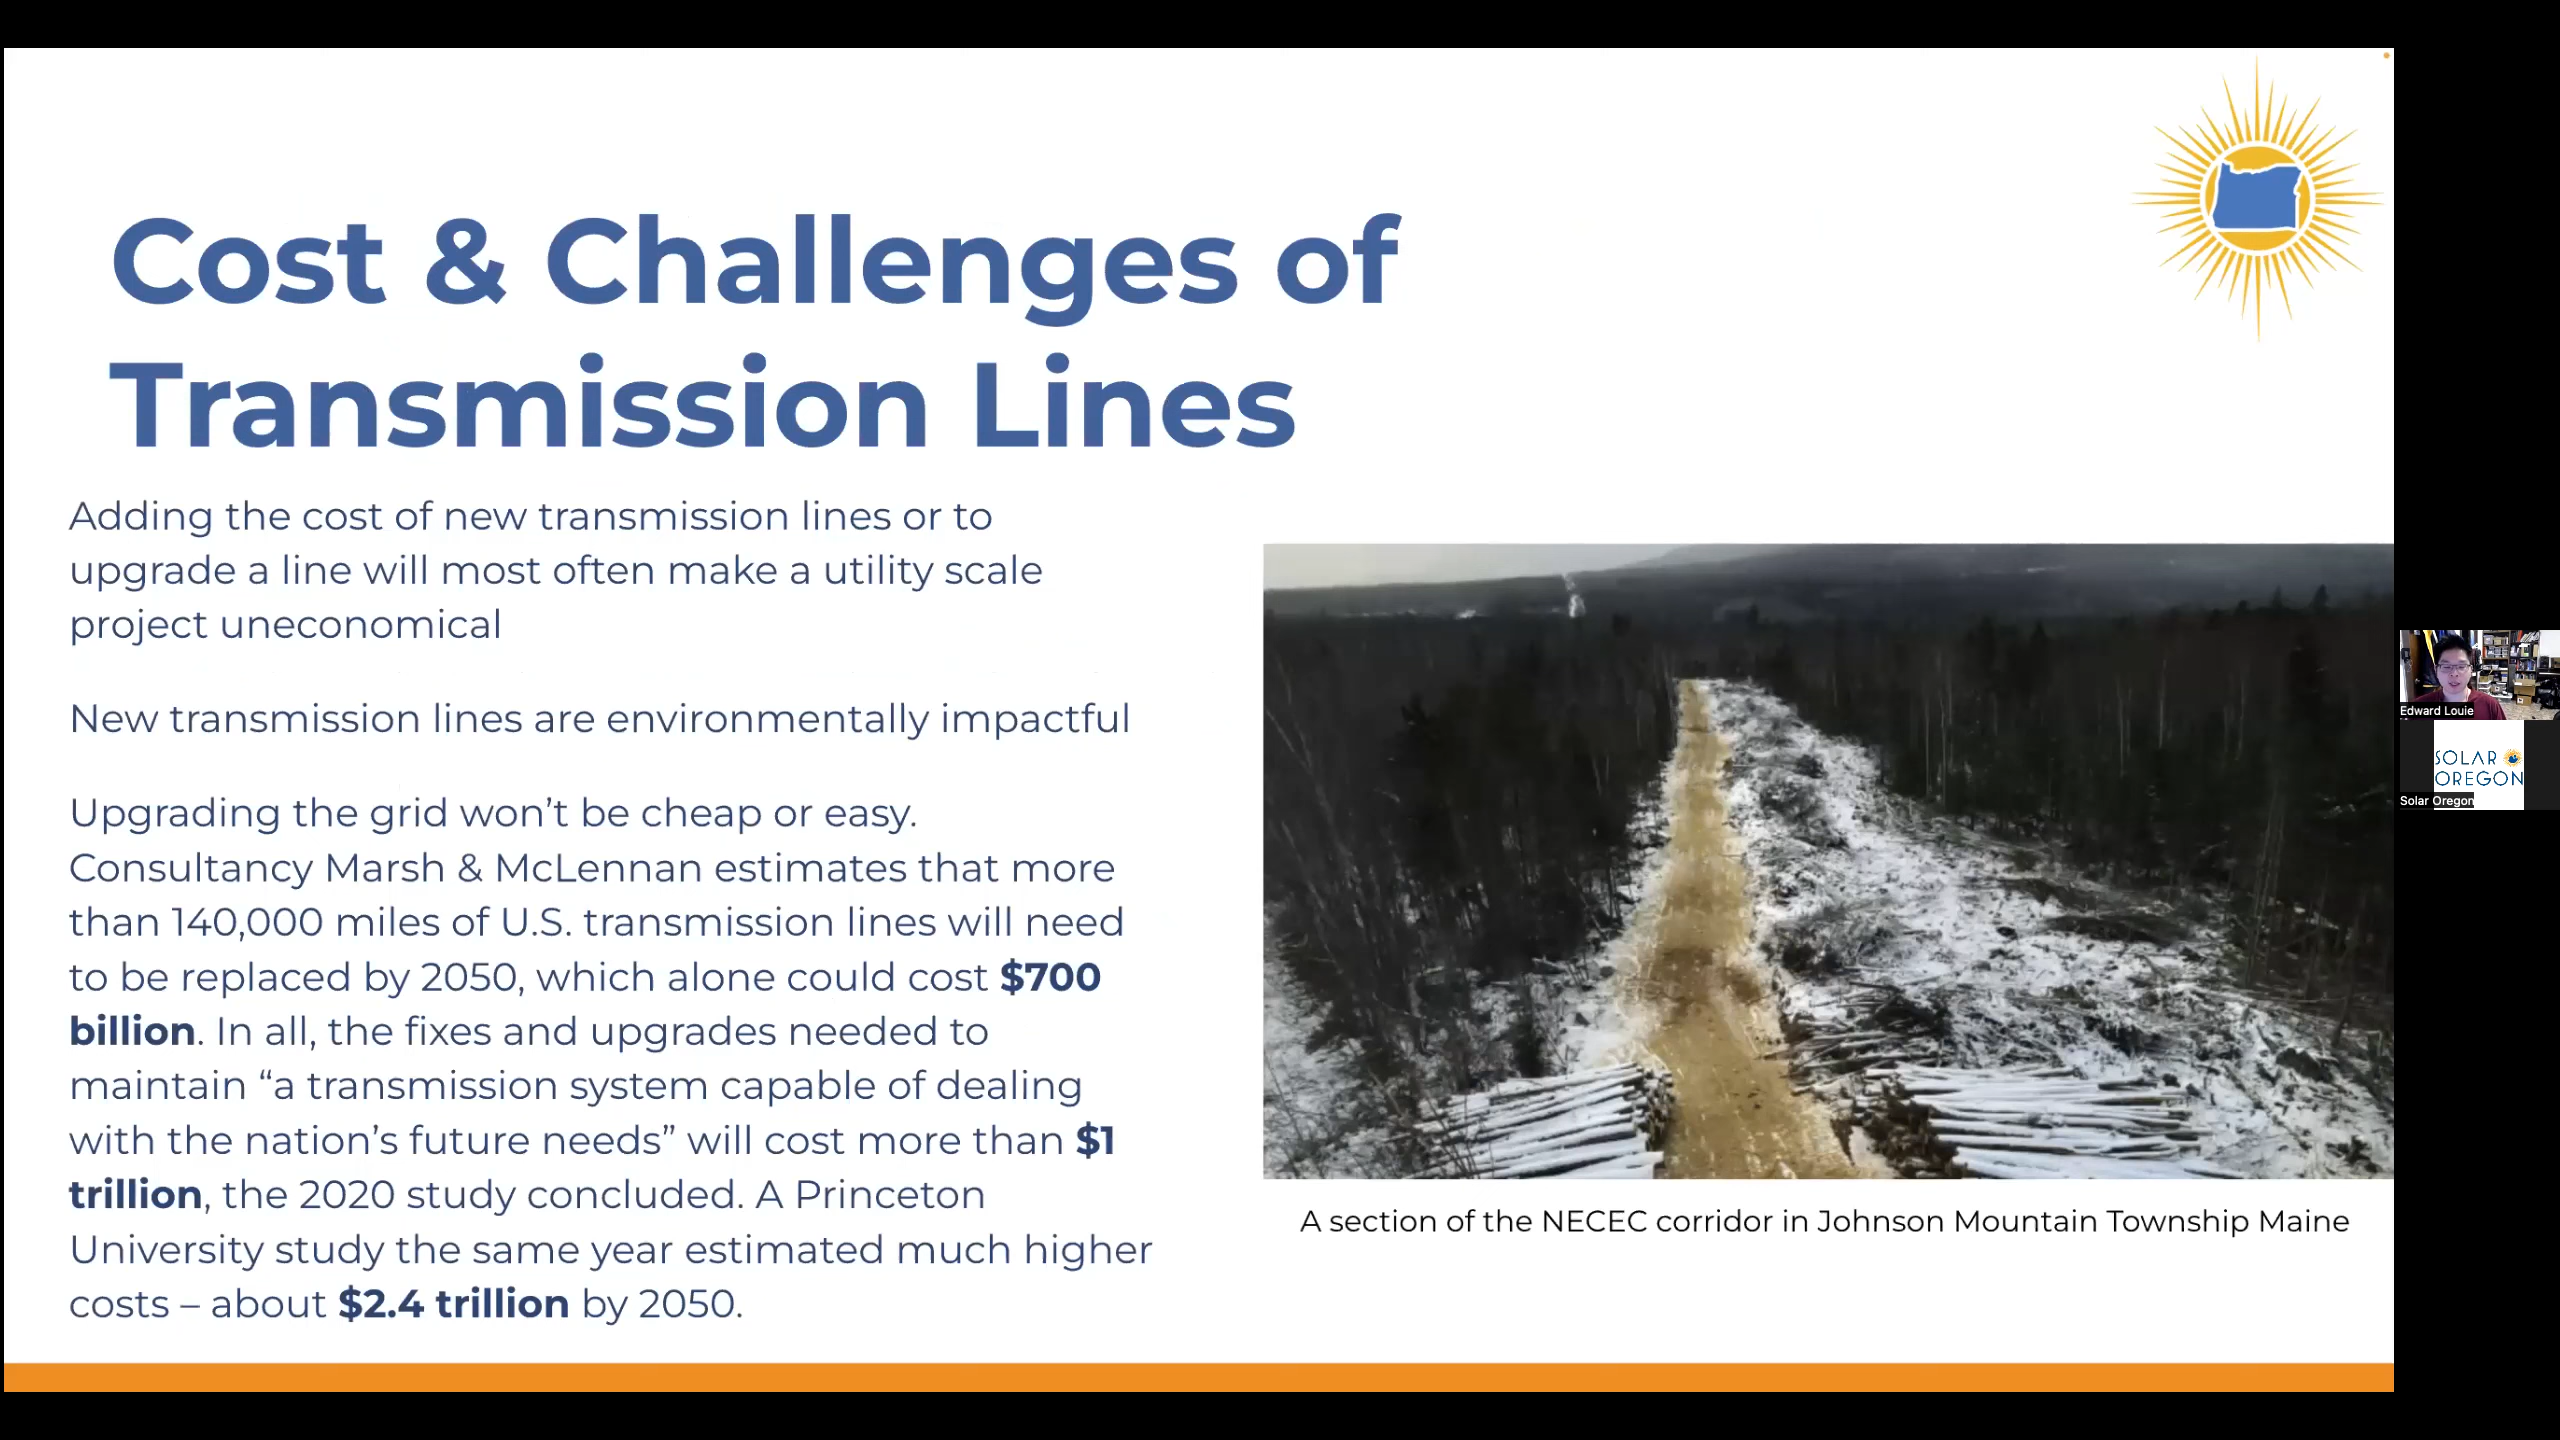 Cost & Challenges of
Transmission Lines
Adding the cost of new transmission lines or to
upgrade a line will most often make a utility scale
project uneconomical
New transmission lines are environmentally impactful
Upgrading the grid won’t be cheap or easy.
Consultancy Marsh & McLennan estimates that more
than 140,000 miles of U.S. transmission lines will need
to be replaced by 2050, which alone could cost $700
billion. In all, the fixes and upgrades needed to
maintain “a transmission system capable of dealing
with the nation’s future needs” will cost more than $1
trillion, the 2020 study concluded. A Princeton
University study the same year estimated much higher
costs – about $2.4 trillion by 2050.
A section of the NECEC corridor in Johnson Mountain Township Maine
Edward Louie
SOLAR
OREGON
Solar Oregon